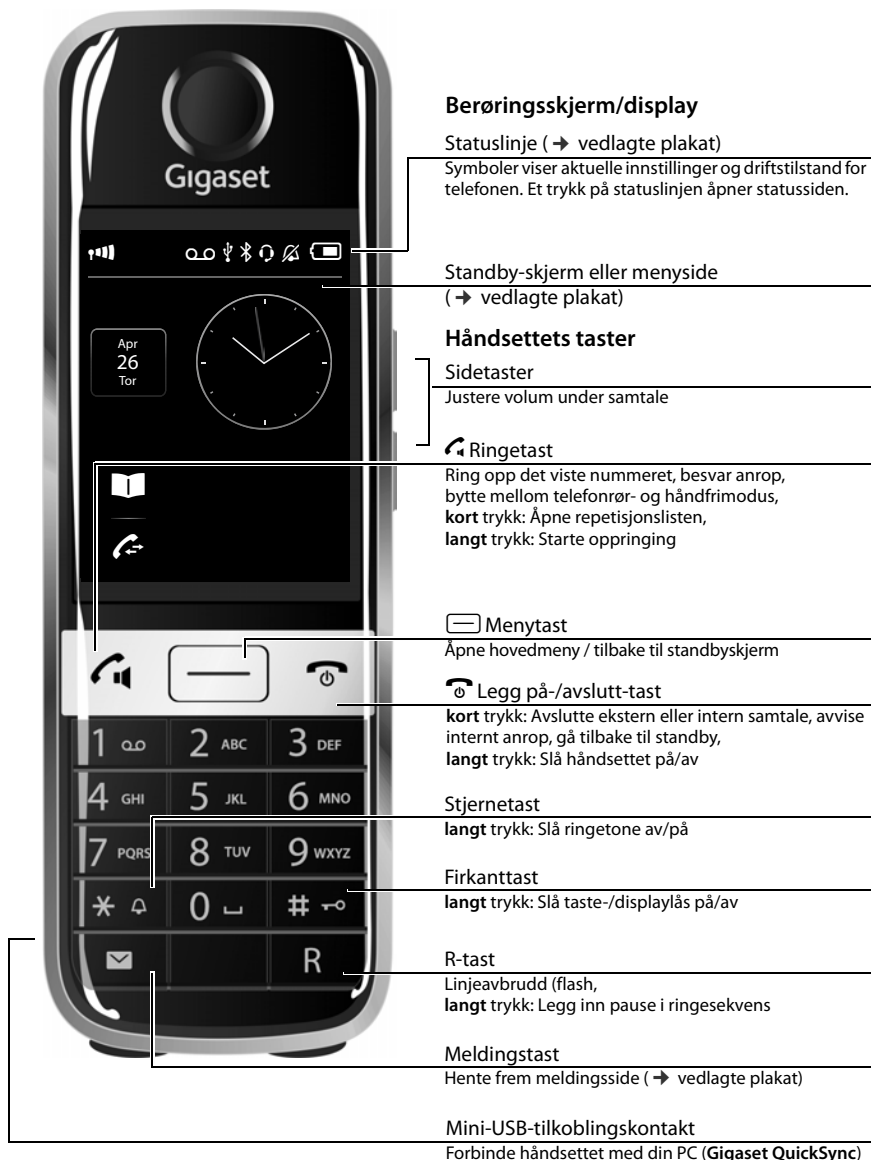 Gigaset
Apr
26
Tor
1
2 ABC
3 DEF
4 GHI
5 JKL
6 MNO
7 PQRS
8 TUV
9 WXYZ
* 
0
#
R
Berøringsskjerm/display
Statuslinje ( ➔ vedlagte plakat)
Symboler viser aktuelle innstillinger og driftstilstand for
telefonen. Et trykk på statuslinjen åpner statussiden.
Standby-skjerm eller menyside
( ➔ vedlagte plakat)
Håndsettets taster
Sidetaster
Justere volum under samtale
Ringetast
Ring opp det viste nummeret, besvar anrop,
bytte mellom telefonrør- og håndfrimodus,
kort trykk: Åpne repetisjonslisten,
langt trykk: Starte oppringing
Menytast
Åpne hovedmeny / tilbake til standbyskjerm
Legg på-/avslutt-tast
kort trykk: Avslutte ekstern eller intern samtale, avvise
internt anrop, gå tilbake til standby,
langt trykk: Slå håndsettet på/av
Stjernetast
langt trykk: Slå ringetone av/på
Firkanttast
langt trykk: Slå taste-/displaylås på/av
R-tast
Linjeavbrudd (flash,
langt trykk: Legg inn pause i ringesekvens
Meldingstast
Hente frem meldingsside ( ➔ vedlagte plakat)
Mini-USB-tilkoblingskontakt
Forbinde håndsettet med din PC (Gigaset QuickSync)